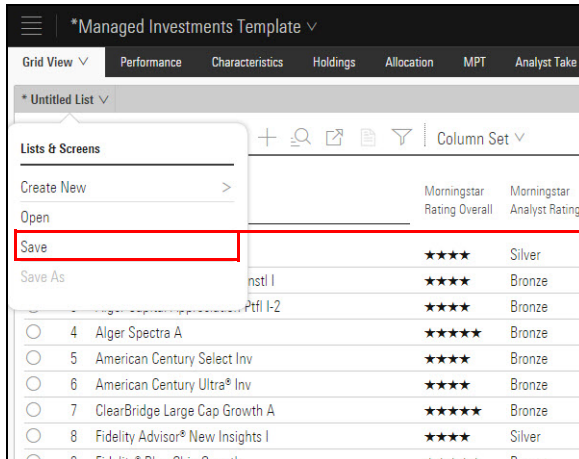 *Managed Investments Template
Grid View Performance Characteristics Holdings Allocation MPT Analyst Take
* Untitled List
Lists & Screens
Column Set
Create New >
Morningstar Rating Overall
Morningstar Analyst Rating
Open
Save
★★★★ Silver
Save As
nstl I ★★★★ Bronze
Ptfl I-2 ★★★★ Bronze
4 Alger Spectra A ★★★★★ Bronze
5 American Century Select Inv ★★★★ Bronze
6 American Century Ultra® Inv ★★★★ Bronze
7 ClearBridge Large Cap Growth A ★★★★★ Bronze
8 Fidelity Advisor® New Insights I ★★★★ Silver